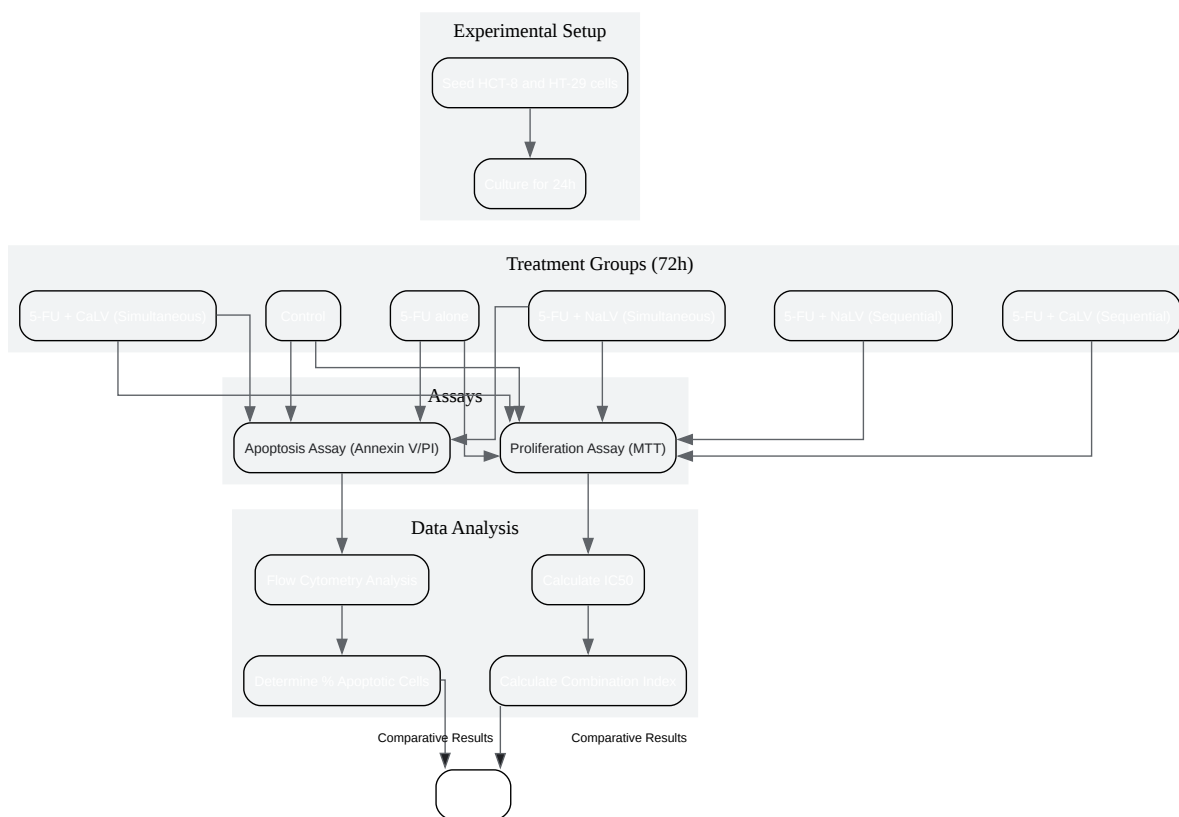 Experimental Setup
Seed HCT-8 and HT-29 cells
Culture for 24h
Treatment Groups (72h)
5-FU + CaLV (Simultaneous)
Control
5-FU alone
5-FU + NaLV (Simultaneous)
5-FU + NaLV (Sequential)
5-FU + CaLV (Sequential)
Assays
Apoptosis Assay (Annexin V/PI)
Proliferation Assay (MTT)
Data Analysis
Flow Cytometry Analysis
Calculate IC50
Determine % Apoptotic Cells
Calculate Combination Index
Comparative Results
Comparative Results